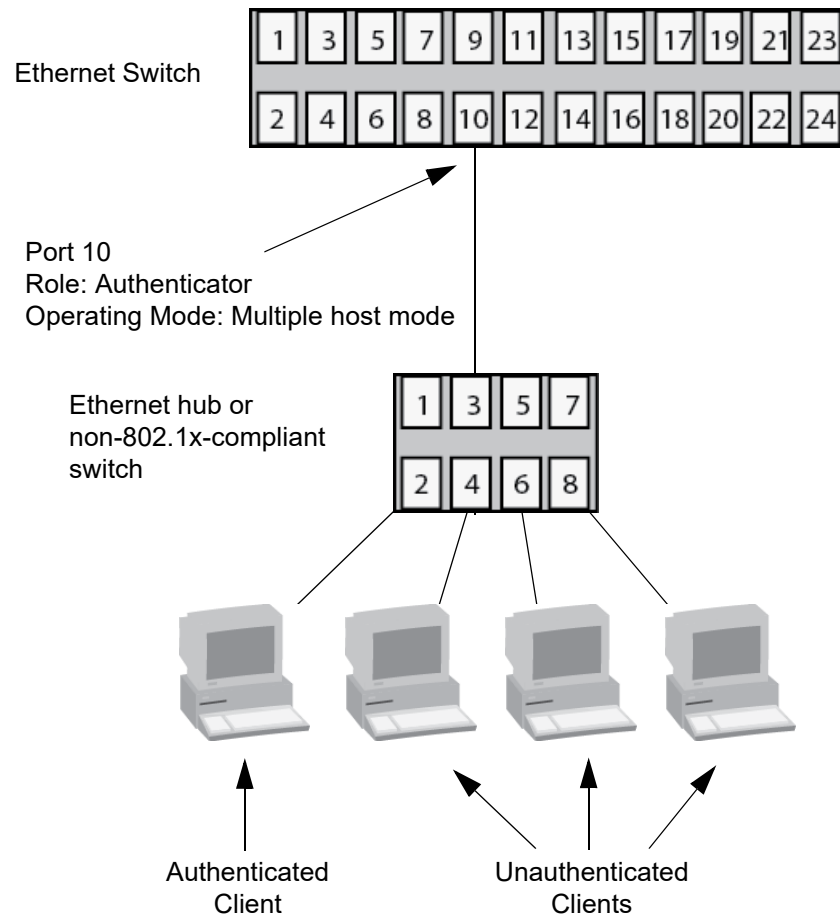 1 3 5 7 9 11 13 15 17 19 21 23
Ethernet Switch
2 4 6 8 10 12 14 16 18 20 22 24
Port 10
Role: Authenticator
Operating Mode: Multiple host mode
Ethernet hub or
non-802.1x-compliant
switch
1 3 5 7
2 4 6 8
Authenticated
Client
Unauthenticated
Clients